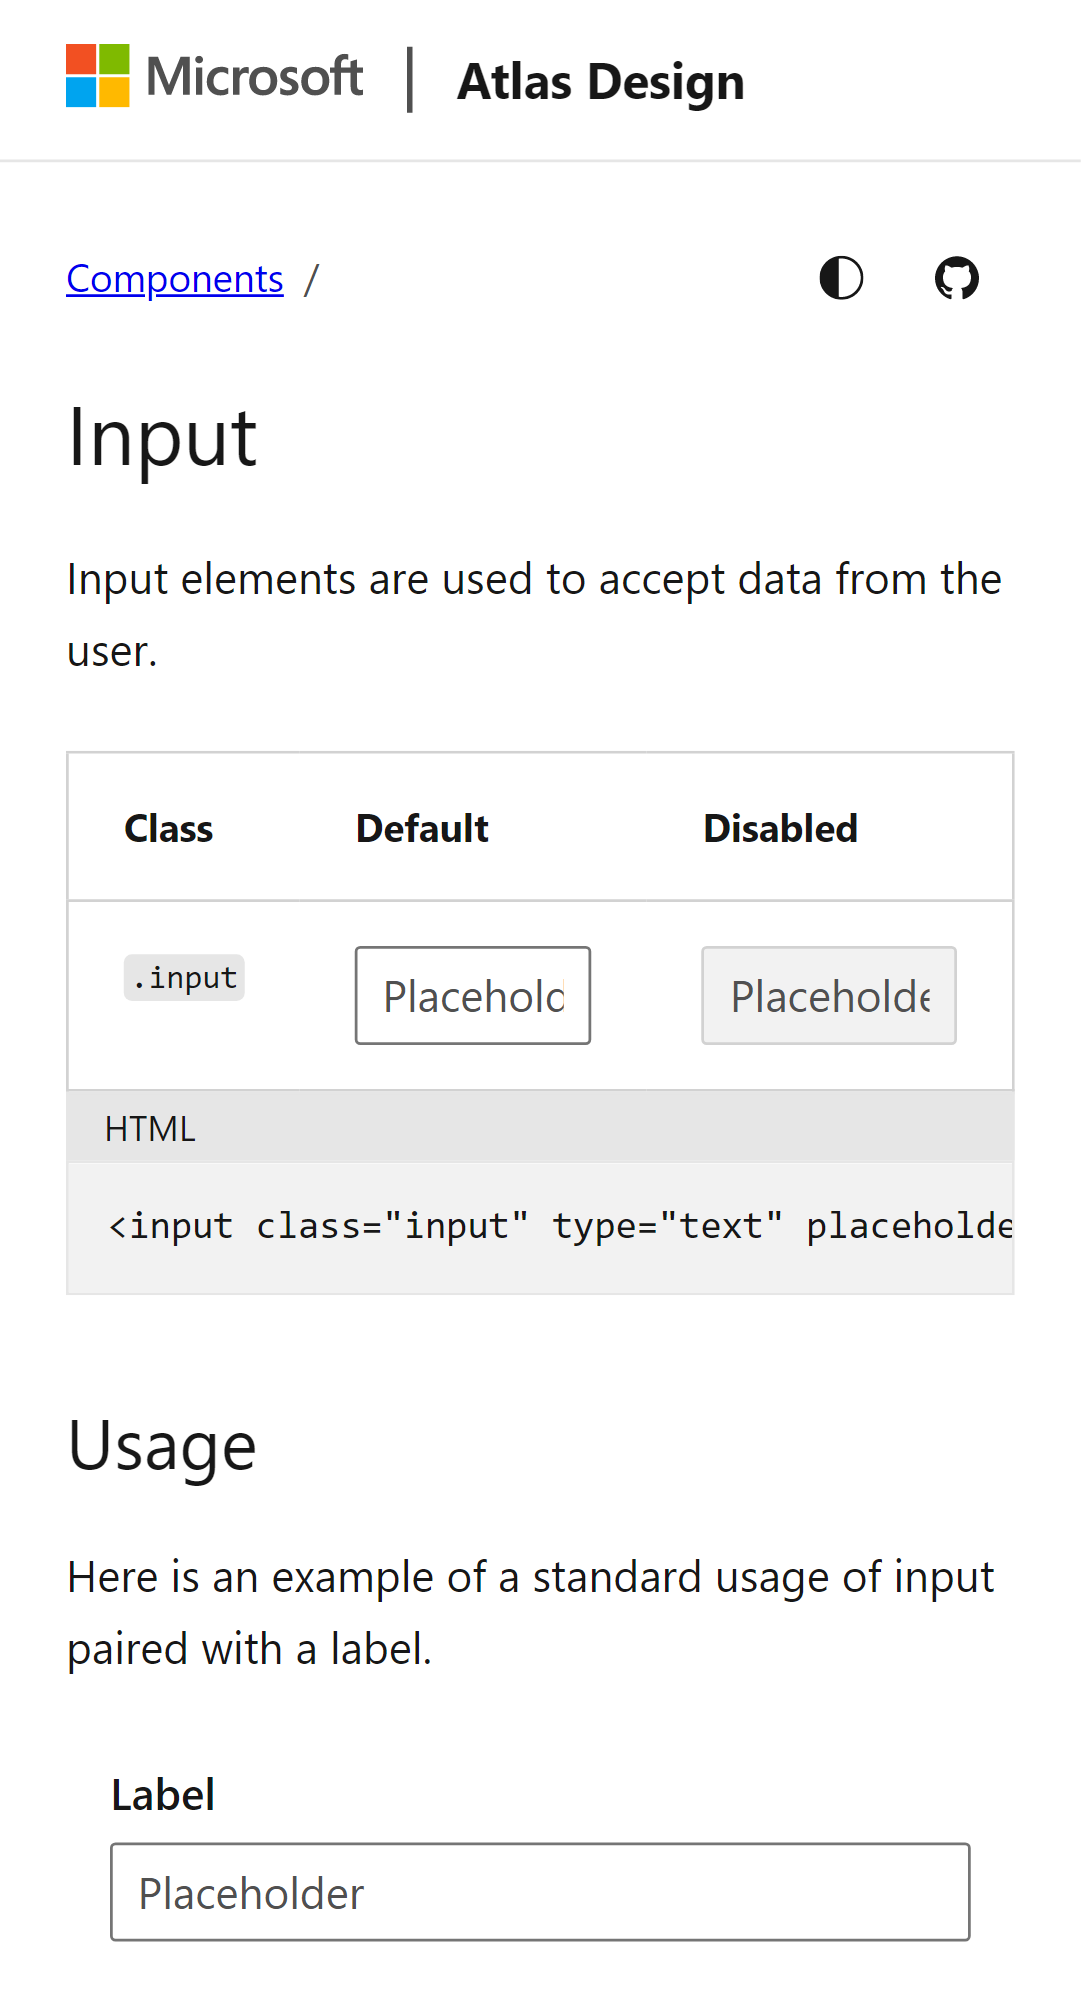 Microsoft | Atlas Design
Components /
Input
Input elements are used to accept data from the
user.
Class Default Disabled
.input Placehold Placeholde
HTML
<input class="input" type="text" placeholde
Usage
Here is an example of a standard usage of input
paired with a label.
Label
Placeholder